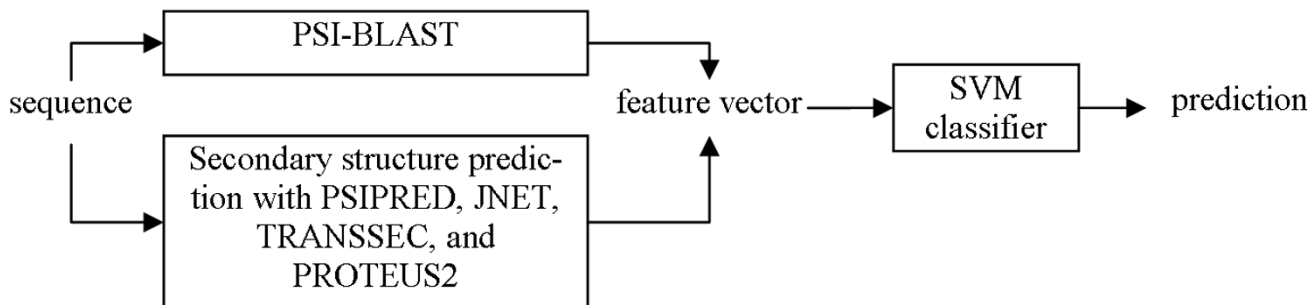 PSI-BLAST
sequence
feature vector
SVM
classifier
prediction
Secondary structure predic-
tion with PSIPRED, JNET,
TRANSSEC, and
PROTEUS2